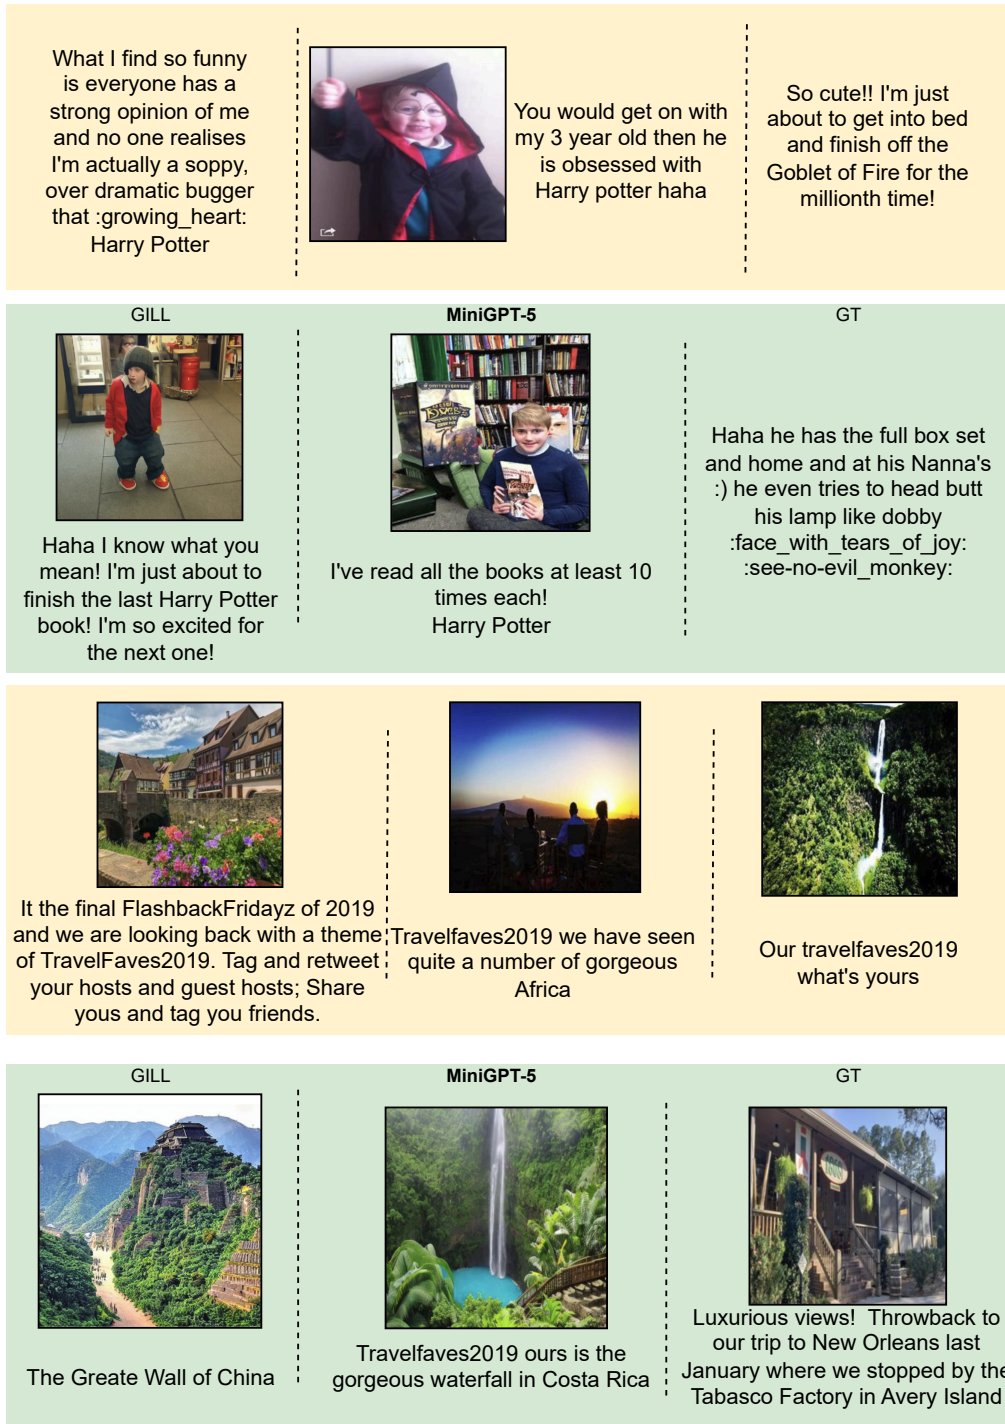 What I find so funny
is everyone has a
strong opinion of me
and no one realises
I'm actually a soppy,
over dramatic bugger
that :growing_heart:
Harry Potter
You would get on with
my 3 year old then he
is obsessed with
Harry potter haha
So cute!! I'm just
about to get into bed
and finish off the
Goblet of Fire for the
millionth time!
GILL
Haha I know what you
mean! I'm just about to
finish the last Harry Potter
book! I'm so excited for
the next one!
MiniGPT-5
I've read all the books at least 10
times each!
Harry Potter
GT
Haha he has the full box set
and home and at his Nanna's
:) he even tries to head butt
his lamp like dobby
:face_with_tears_of_joy:
:see-no-evil_monkey:
It the final FlashbackFridayz of 2019
and we are looking back with a theme
of TravelFaves2019. Tag and retweet
your hosts and guest hosts; Share
yous and tag you friends.
Travelfaves2019 we have seen
quite a number of gorgeous
Africa
Our travelfaves2019
what's yours
GILL
The Greate Wall of China
MiniGPT-5
Travelfaves2019 ours is the
gorgeous waterfall in Costa Rica
GT
Luxurious views! Throwback to
our trip to New Orleans last
January where we stopped by the
Tabasco Factory in Avery Island